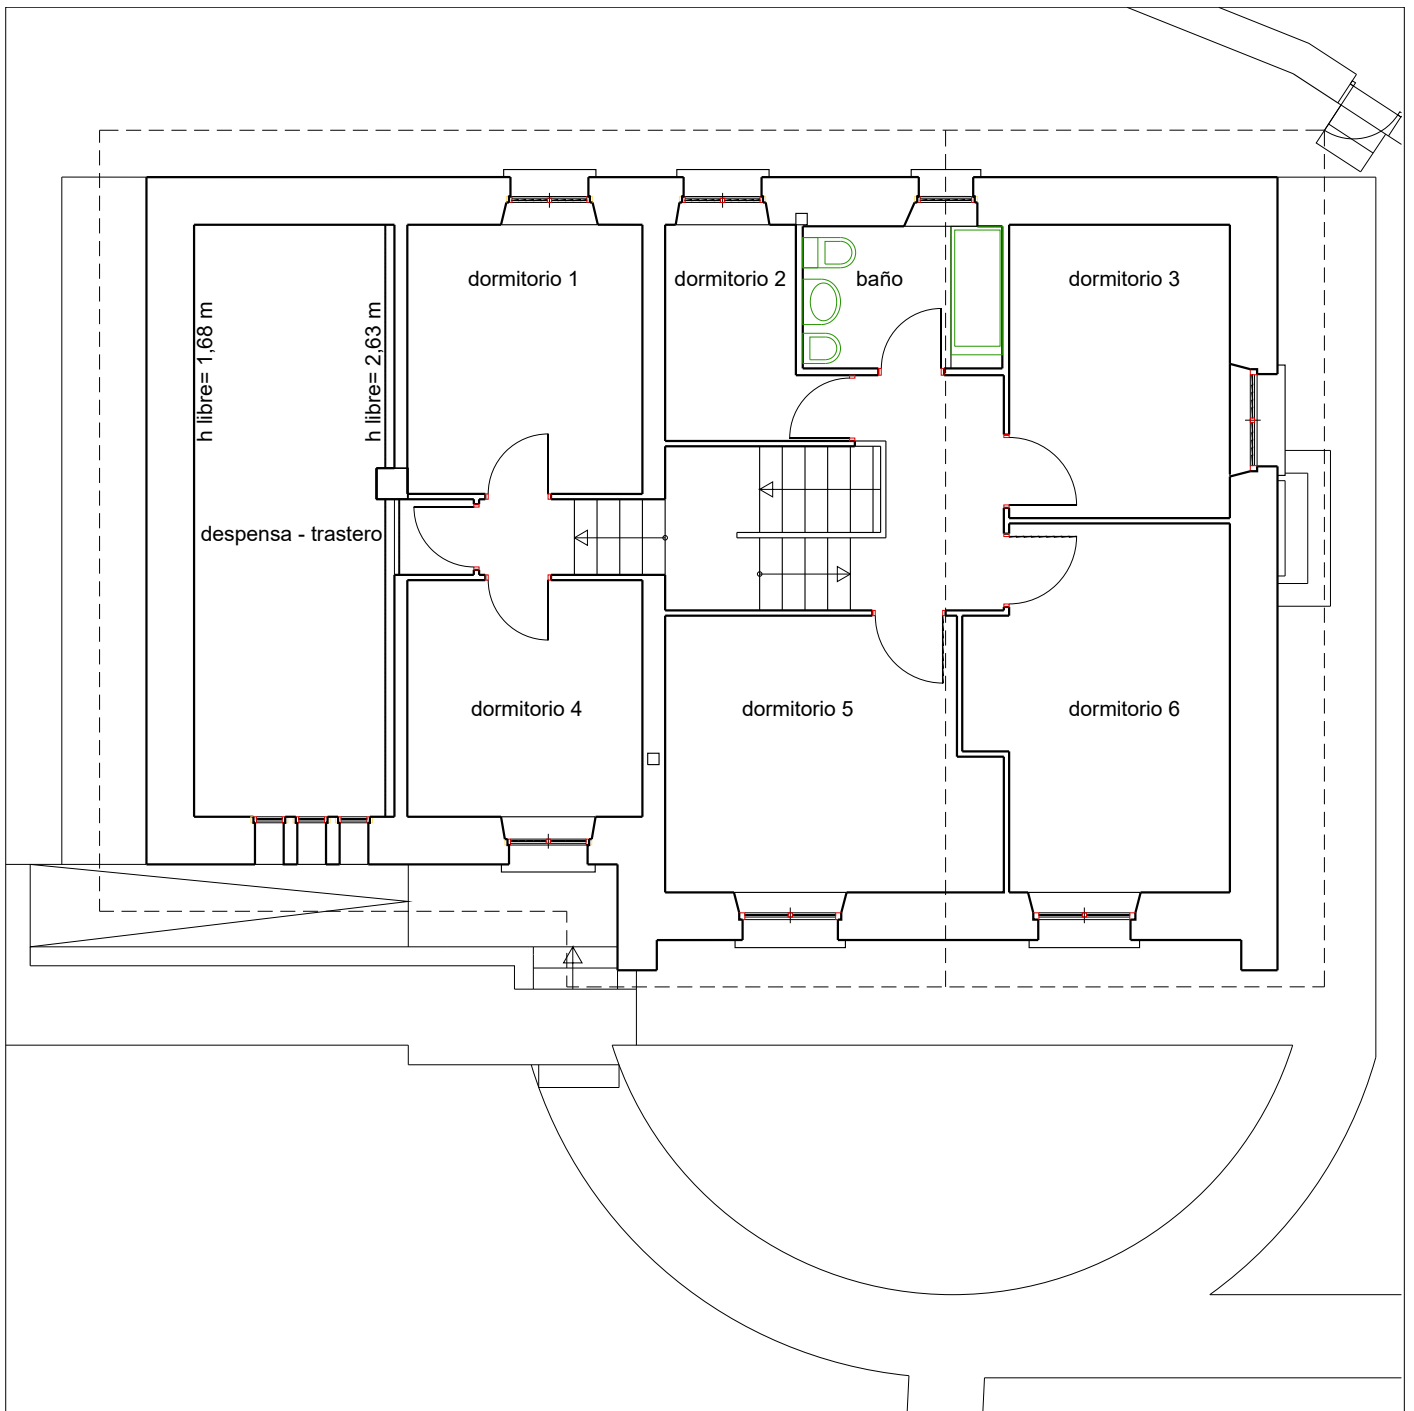 dormitorio 1
dormitorio 2
baño
dormitorio 3
h libre= 1,68 m
h libre= 2,63 m
despensa - trastero
dormitorio 4
dormitorio 5
dormitorio 6